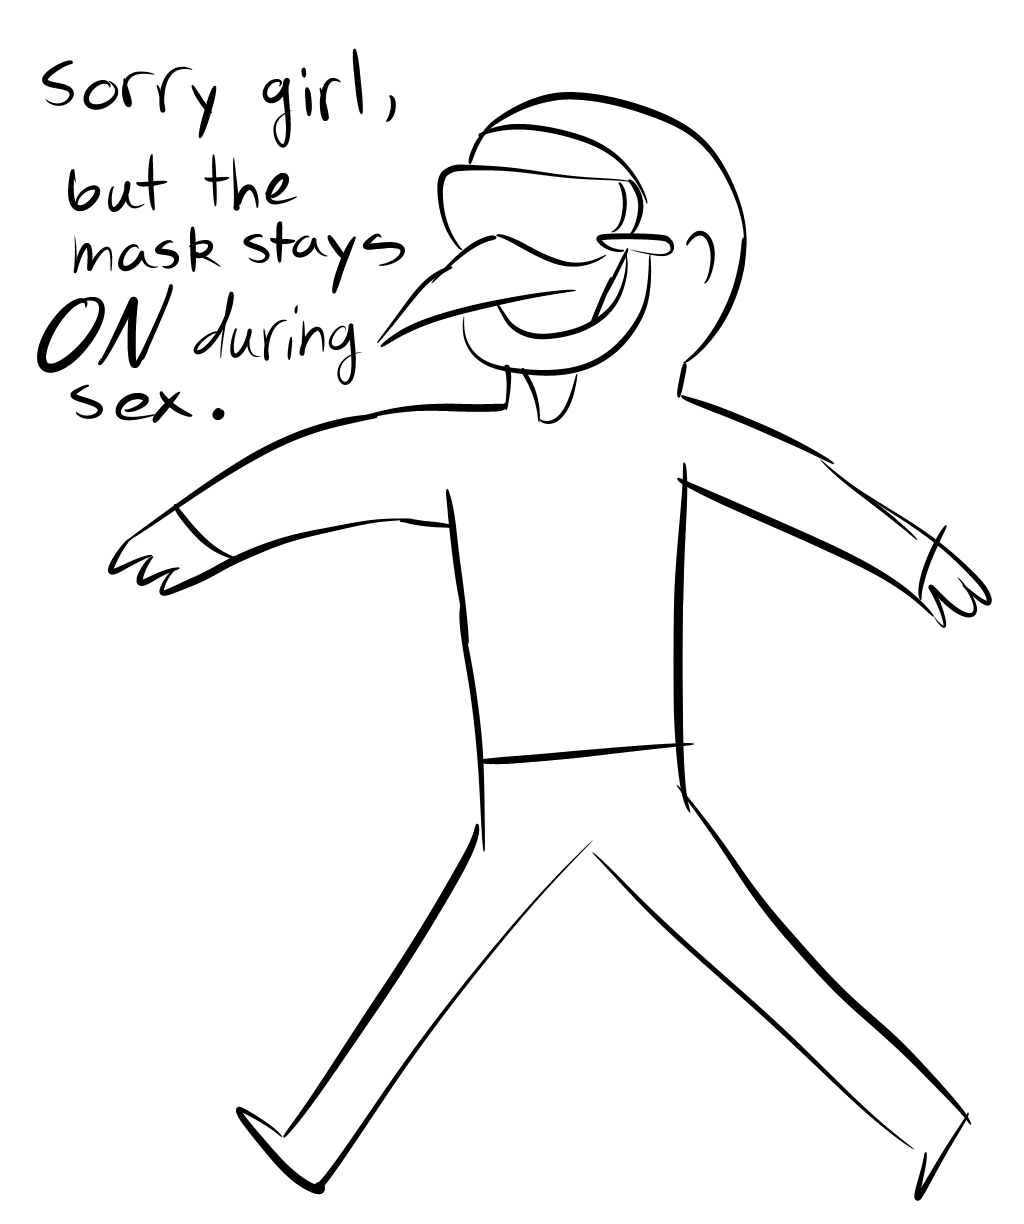 Sorry girl,
but the
mask stays
ON during
sex.